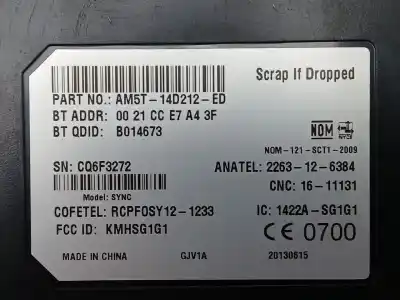 Scrap If Dropped
PART NO.: AM5T-14D212-ED
BT ADDR: 00 21 CC E7 A4 3F
BT QDID: B014673
NOM
NYCE
NOM-121-SCT1-2009
SN: CQ6F3272
ANATEL: 2263-12-6384
Model: SYNC
CNC: 16-11131
COFETEL: RCPFOSY12-1233
IC: 1422A-SG1G1
FCC ID: KMHSG1G1
CE 0700
MADE IN CHINA
GJV1A
20130815